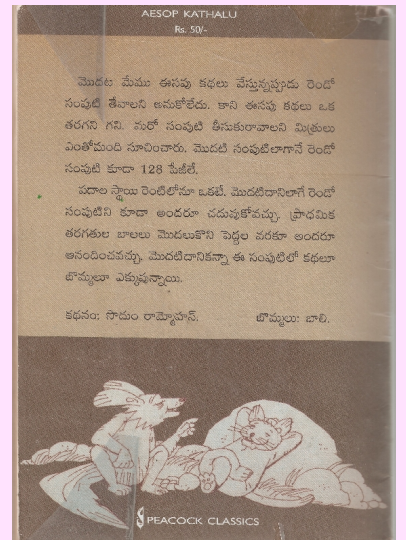 AESOP KATHALU
Rs. 50/-
మొదట మేము ఈసపు కథలు వేస్తున్నప్పుడు రెండో
సంపుటి తేవాలని అనుకోలేదు. కాని ఈసపు కథలు ఒక
తరగని గని. మరో సంపుటి తీసుకురావాలని మిత్రులు
ఎంతోమంది సూచించారు. మొదటి సంపుటిలాగానే రెండో
సంపుటి కూడా 128 పేజీలే.
పదాల స్థాయి రెంటిలోనూ ఒకటే. మొదటిదానిలాగే రెండో
సంపుటిని కూడా అందరూ చదువుకోవచ్చు. ప్రాధమిక
తరగతుల బాలలు మొదలుకొని పెద్దల వరకూ అందరూ
ఆనందించవచ్చు. మొదటిదానికన్నా ఈ సంపుటిలో కథలూ
బొమ్మలూ ఎక్కువున్నాయి.
కథనం: సౌదుం రామ్మోహన్. బొమ్మలు: బాలి.
PEACOCK CLASSICS